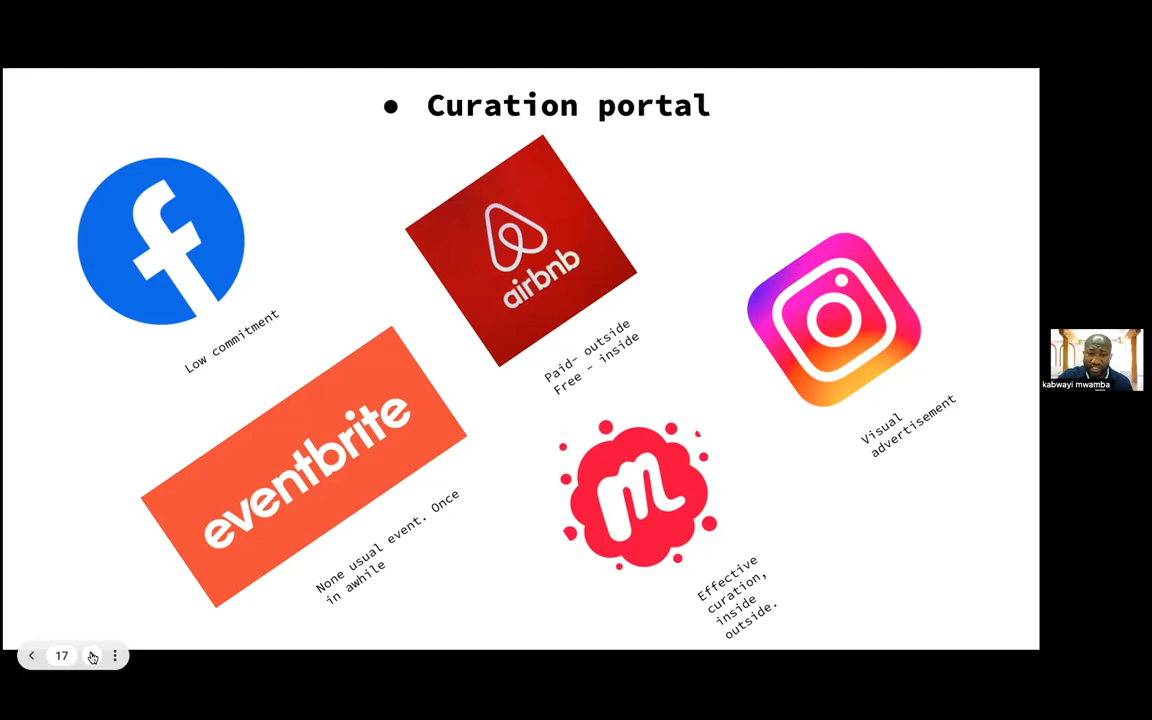 ● Curation portal
Low commitment
airbnb
Paid- outside
Free - inside
Visual
advertisement
eventbrite
None usual event. Once
in awhile
m
Effective
curation,
inside
outside.
kabwayi mwamba
17